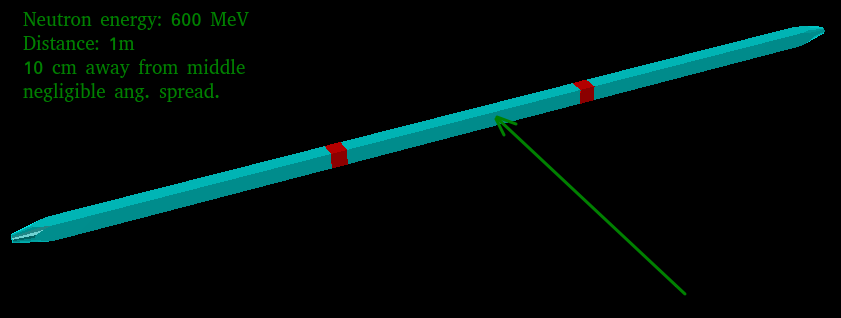 Neutron energy: 600 MeV
Distance: 1m
10 cm away from middle
negligible ang. spread.